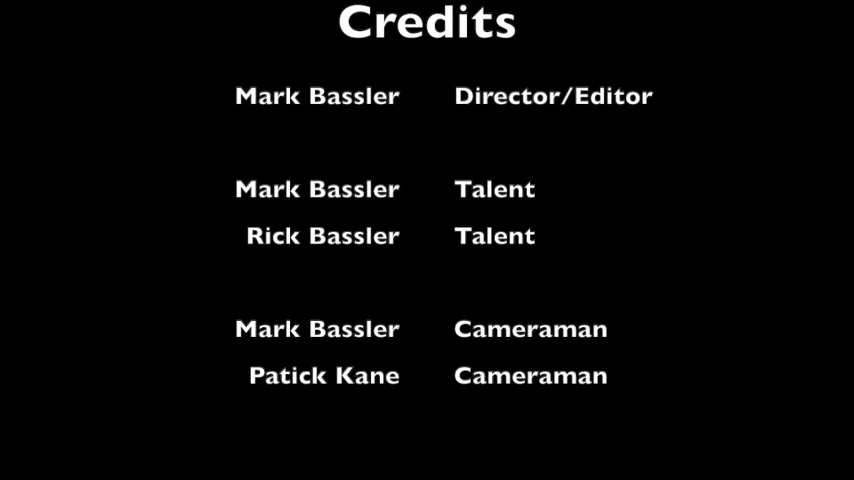 Credits
Mark Bassler Director/Editor
Mark Bassler Talent
Rick Bassler Talent
Mark Bassler Cameraman
Patick Kane Cameraman